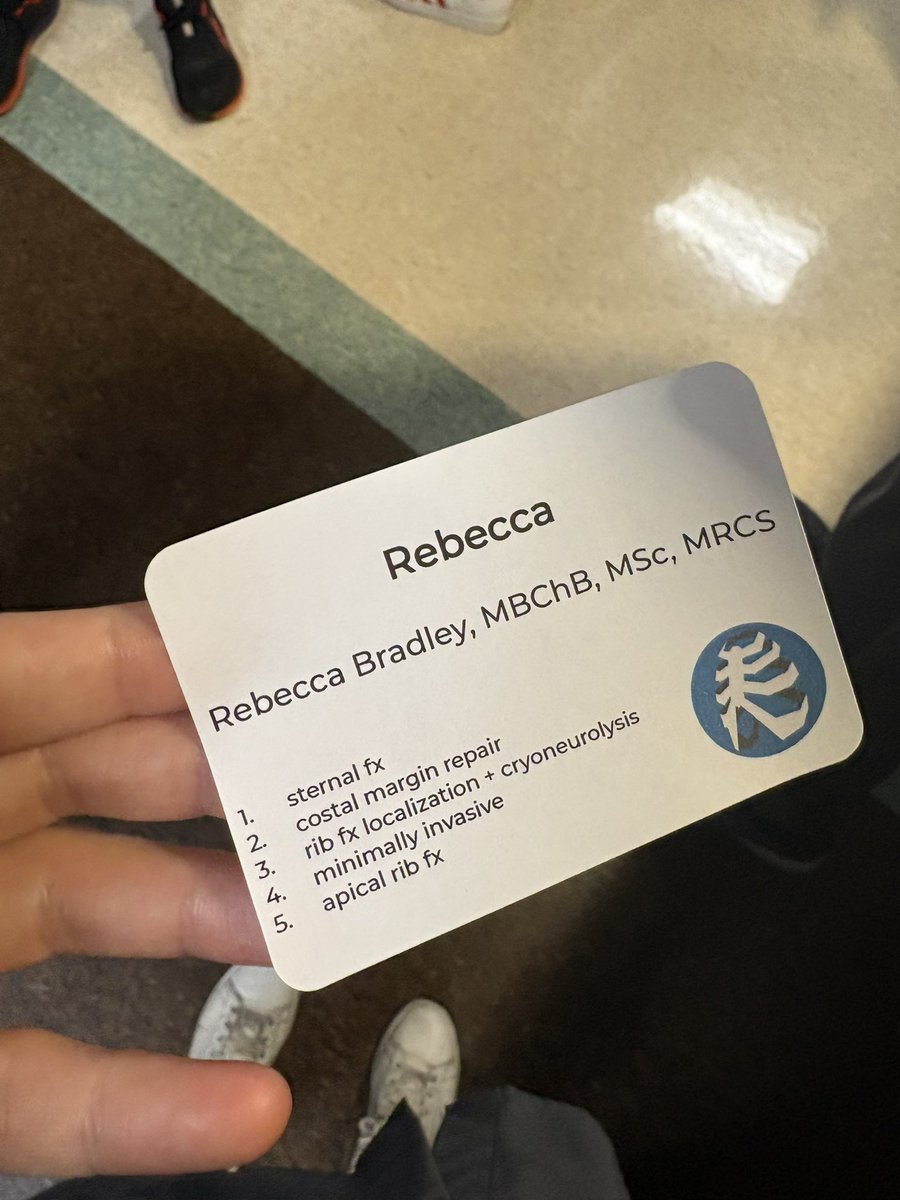 Rebecca
Rebecca Bradley, MBChB, MSc, MRCS
1. sternal fx
2. costal margin repair
3. rib fx localization + cryoneurolysis
4. minimally invasive
5. apical rib fx